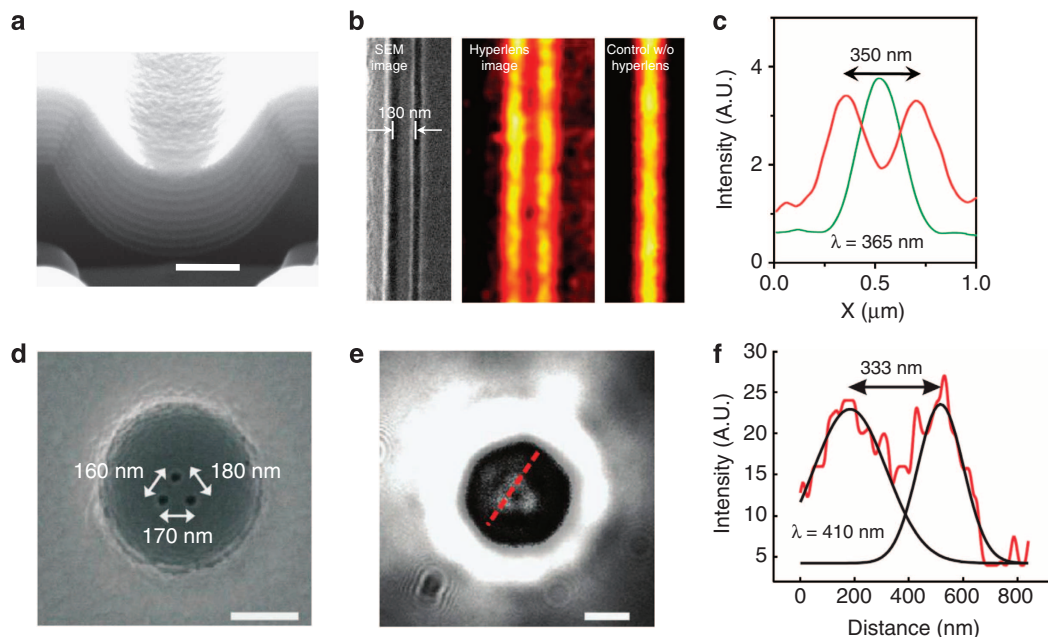 a
b
SEM
image
130 nm
Hyperlens
image
Control w/o
hyperlens
c
350 nm
4
2
0
Intensity (A.U.)
λ = 365 nm
0.0
0.5
1.0
X (μm)
d
160 nm
180 nm
170 nm
e
f
333 nm
30
25
20
15
10
5
Intensity (A.U.)
λ = 410 nm
0
200
400
600
800
Distance (nm)